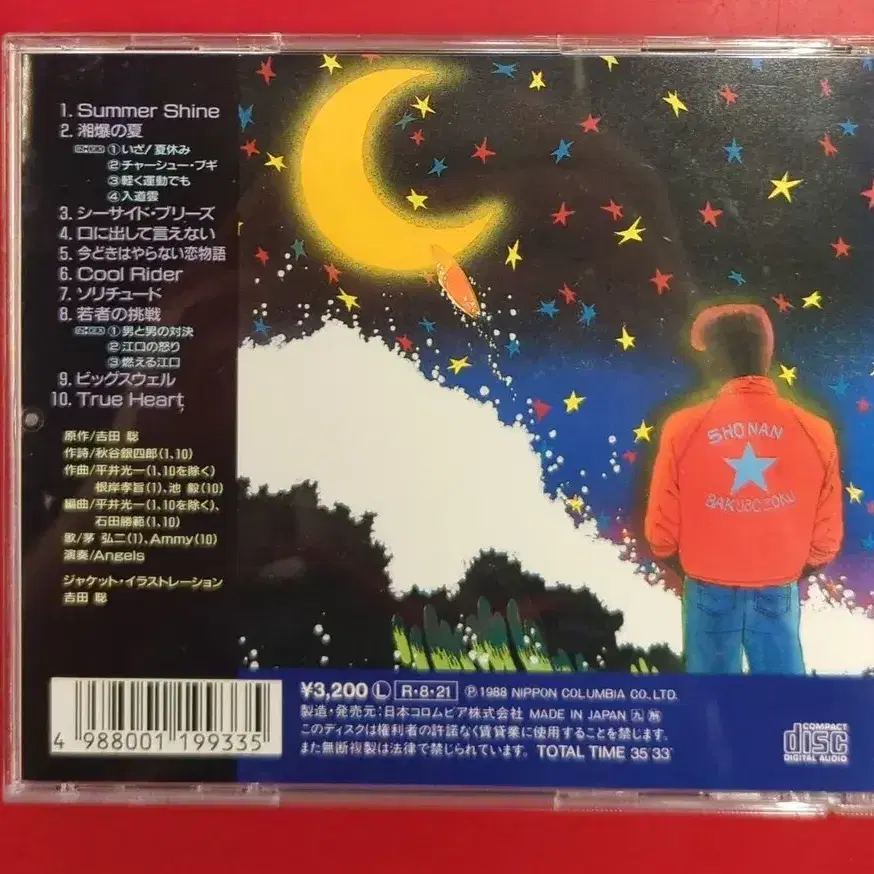 1. Summer Shine
2. 湘爆の夏
①いざ!夏休み
②チャーシュー・ブギ
③軽く運動でも
④入道雲
3. シーサイド・ブリーズ
4. 口に出して言えない
5. 今どきはやらない恋物語
6. Cool Rider
7. ソリチュード
8. 若者の挑戦
①男と男の対決
②江口の怒り
③燃える江口
9. ビッグスウェル
10. True Heart
原作/吉田 聡
作詩/秋谷銀四郎(1、10)
作曲/平井光一(1、10を除く)
根岸孝旨(1)、池 毅(10)
編曲/平井光一(1、10を除く)、
石田勝範(1、10)
歌/茅 弘二(1)、Ammy(10)
演奏/Angels
ジャケット・イラストレーション
吉田 聡
SHONAN
BAKUSOZOKU
4 988001 199335
¥3,200 Ⓛ R・8・21 Ⓟ 1988 NIPPON COLUMBIA CO., LTD.
製造・発売元:日本コロムビア株式会社 MADE IN JAPAN
このディスクは権利者の許諾なく賃貸業に使用することを禁じます。
また無断複製は法律で禁じられています。 TOTAL TIME 35'33"
COMPACT
disc
DIGITAL AUDIO